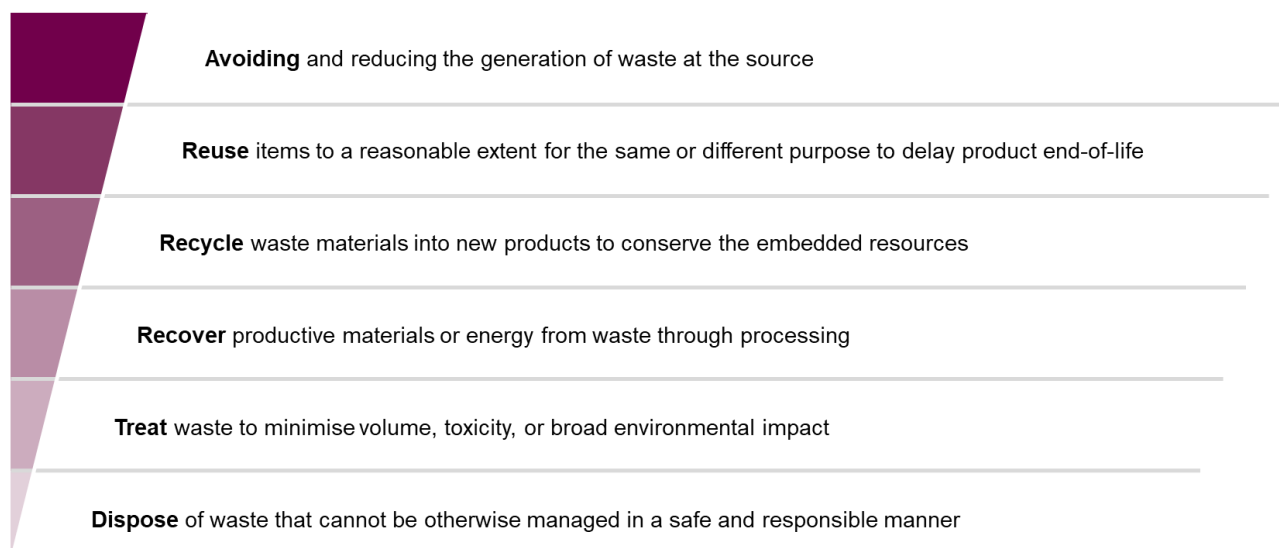 Avoiding and reducing the generation of waste at the source
Reuse items to a reasonable extent for the same or different purpose to delay product end-of-life
Recycle waste materials into new products to conserve the embedded resources
Recover productive materials or energy from waste through processing
Treat waste to minimise volume, toxicity, or broad environmental impact
Dispose of waste that cannot be otherwise managed in a safe and responsible manner